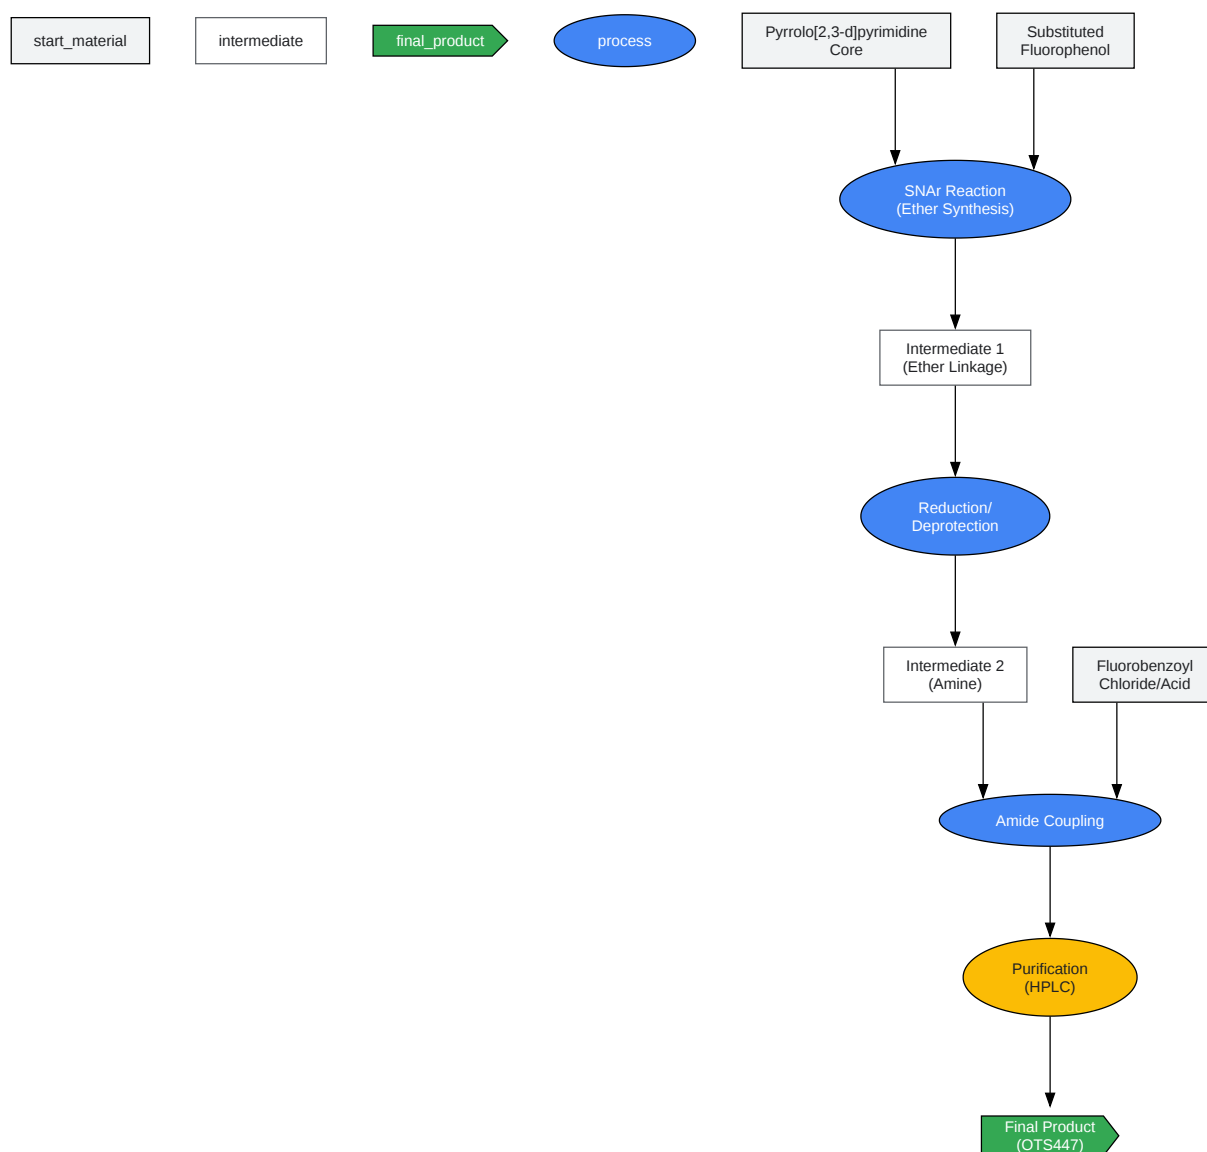 start_material
intermediate
final_product
process
Pyrrolo[2,3-d]pyrimidine
Core
Substituted
Fluorophenol
SNAr Reaction
(Ether Synthesis)
Intermediate 1
(Ether Linkage)
Reduction/
Deprotection
Intermediate 2
(Amine)
Fluorobenzoyl
Chloride/Acid
Amide Coupling
Purification
(HPLC)
Final Product
(OTS447)